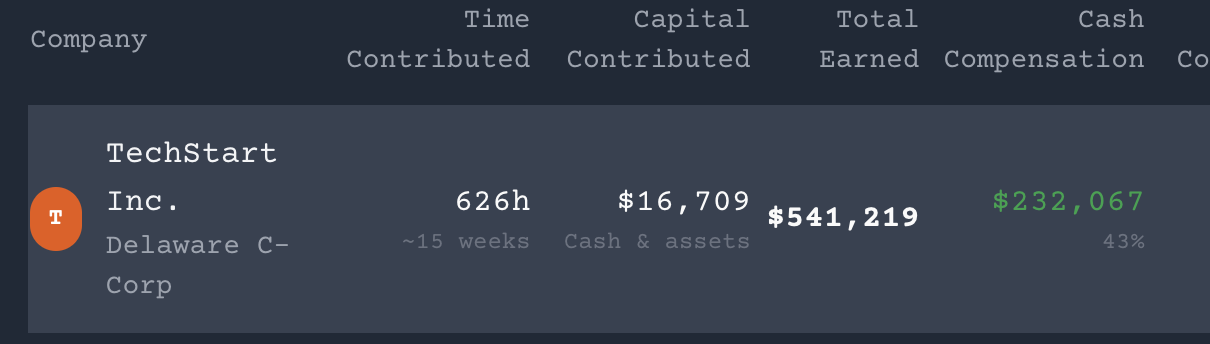 Company
Time
Contributed
Capital
Contributed
Total
Earned
Cash
Compensation
Co
T
TechStart
Inc.
Delaware C-
Corp
626h
~15 weeks
$16,709
Cash & assets
$541,219
$232,067
43%